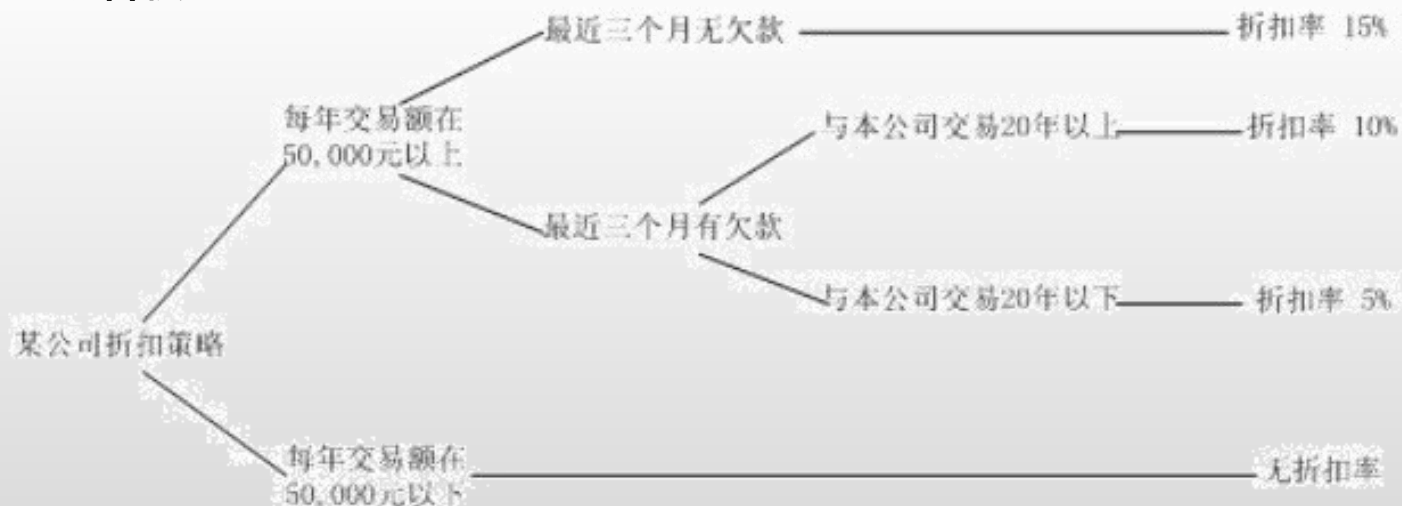 最近三个月无欠款
折扣率 15%
每年交易额在
50,000元以上
与本公司交易20年以上
折扣率 10%
最近三个月有欠款
与本公司交易20年以下
折扣率 5%
某公司折扣策略
每年交易额在
50,000元以下
无折扣率